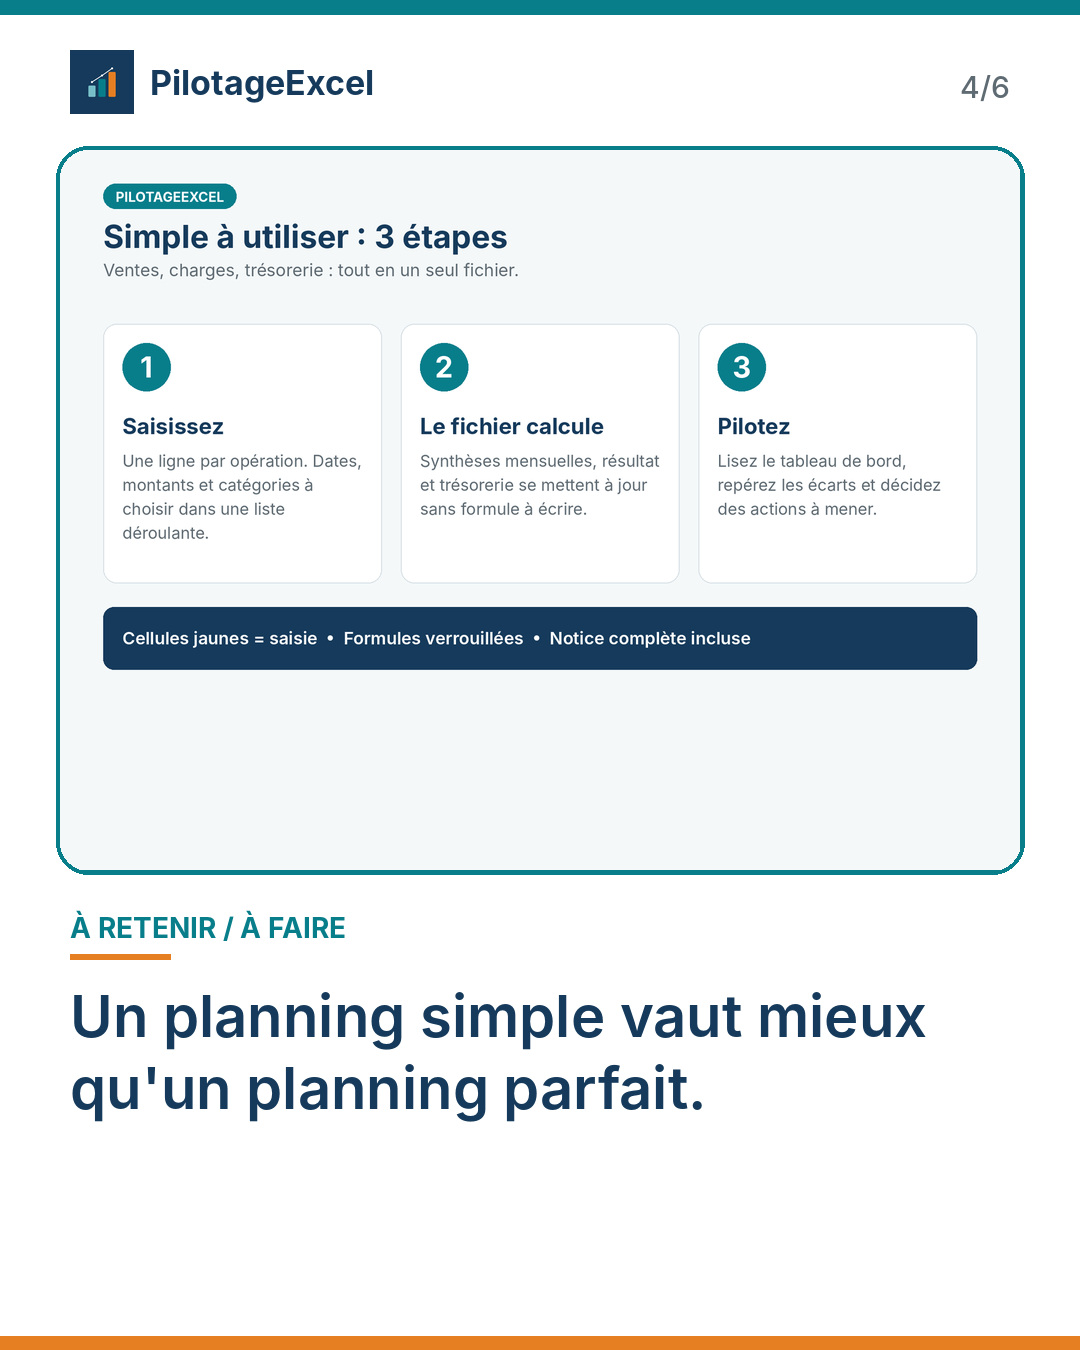 PilotageExcel
4/6
PILOTAGEEXCEL
Simple à utiliser : 3 étapes
Ventes, charges, trésorerie : tout en un seul fichier.
1
Saisissez
Une ligne par opération. Dates,
montants et catégories à
choisir dans une liste
déroulante.
2
Le fichier calcule
Synthèses mensuelles, résultat
et trésorerie se mettent à jour
sans formule à écrire.
3
Pilotez
Lisez le tableau de bord,
repérez les écarts et décidez
des actions à mener.
Cellules jaunes = saisie • Formules verrouillées • Notice complète incluse
À RETENIR / À FAIRE
Un planning simple vaut mieux
qu'un planning parfait.